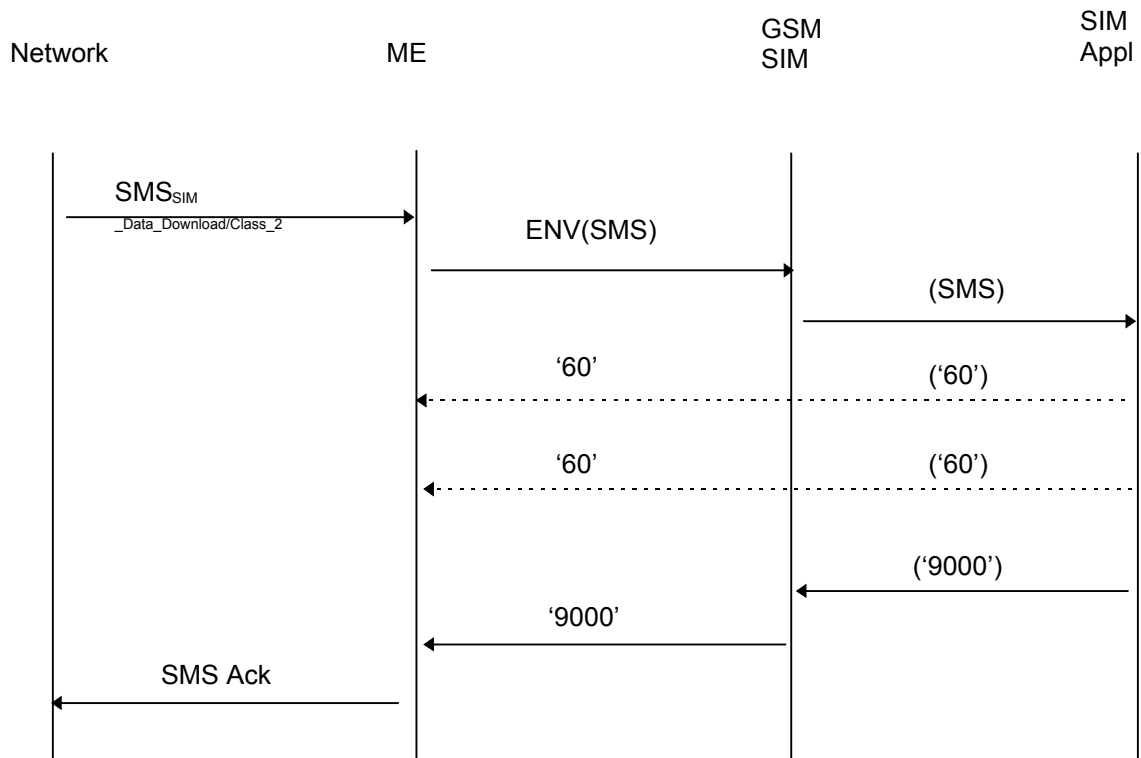 Network
ME
GSM
SIM
SIM
Appl
SMSSIM
_Data_Download/Class_2
ENV(SMS)
(SMS)
‘60’
(‘60’)
‘60’
(‘60’)
(‘9000’)
‘9000’
SMS Ack